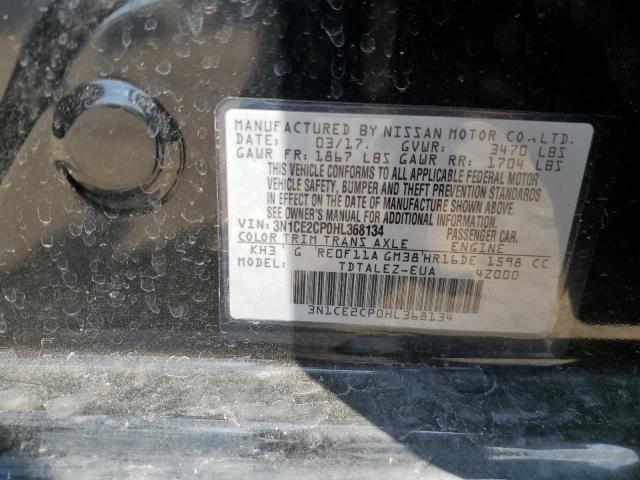 MANUFACTURED BY NISSAN MOTOR CO., LTD.
DATE: 03/17. GVWR: 3470 LBS
GAWR FR: 1867 LBS GAWR RR: 1704 LBS
THIS VEHICLE CONFORMS TO ALL APPLICABLE FEDERAL MOTOR
VEHICLE SAFETY, BUMPER AND THEFT PREVENTION STANDARDS
IN EFFECT ON THE DATE OF MANUFACTURE SHOWN ABOVE.
SEE OWNER'S MANUAL FOR ADDITIONAL INFORMATION.
VIN: 3N1CE2CP0HL368134 PASSENGER CAR.
COLOR TRIM TRANS AXLE ENGINE
KH3 G RE0F11A GM38 HR16DE 1598 CC
MODEL: TDTALEZ-EUA 4Z000
3N1CE2CP0HL368134